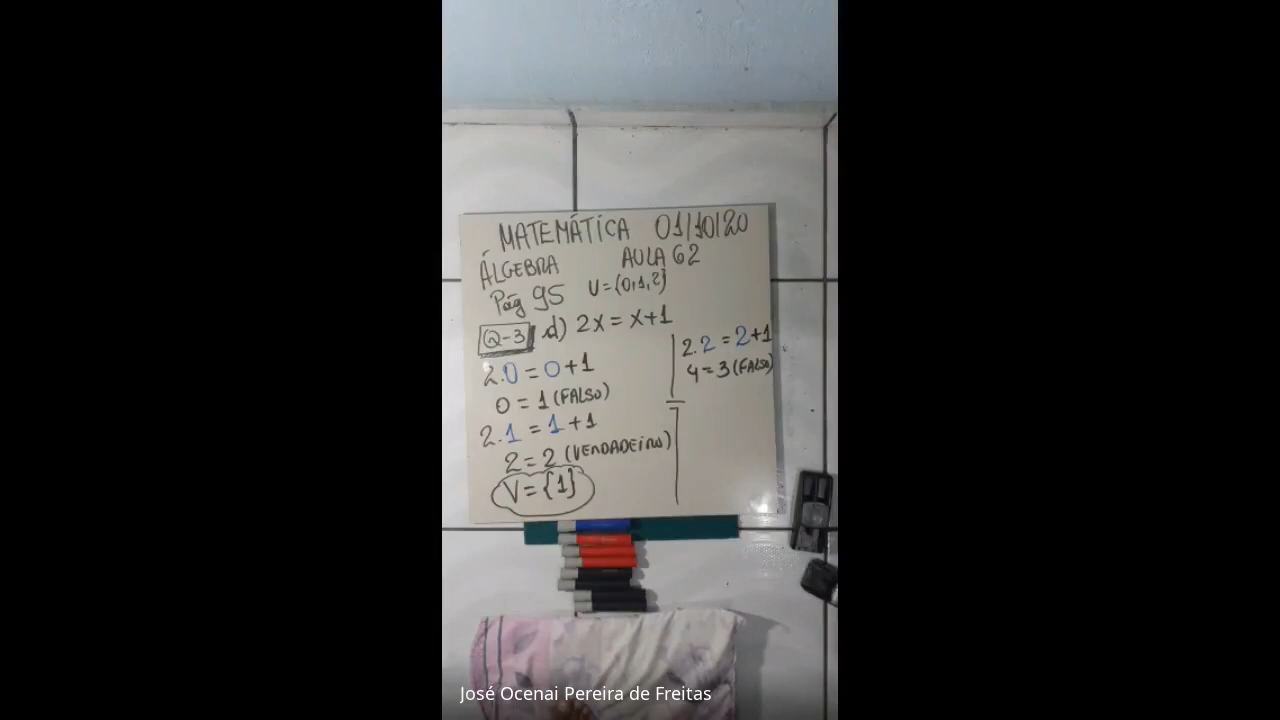 MATEMÁTICA 01/10/20
ÁLGEBRA AULA 62
Pág 95 U={0,1,2}
Q-3 d) 2x = x+1
2.0 = 0+1
0 = 1 (FALSO)
2.1 = 1+1
2 = 2 (VERDADEIRO)
V={1}
2.2 = 2+1
4 = 3 (FALSO)
José Ocenai Pereira de Freitas